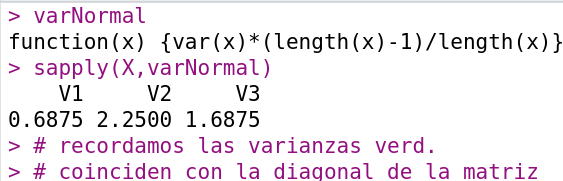 > varNormal
function(x) {var(x)*(length(x)-1)/length(x)}
> sapply(X,varNormal)
    V1     V2     V3
0.6875 2.2500 1.6875
> # recordamos las varianzas verd.
> # coinciden con la diagonal de la matriz